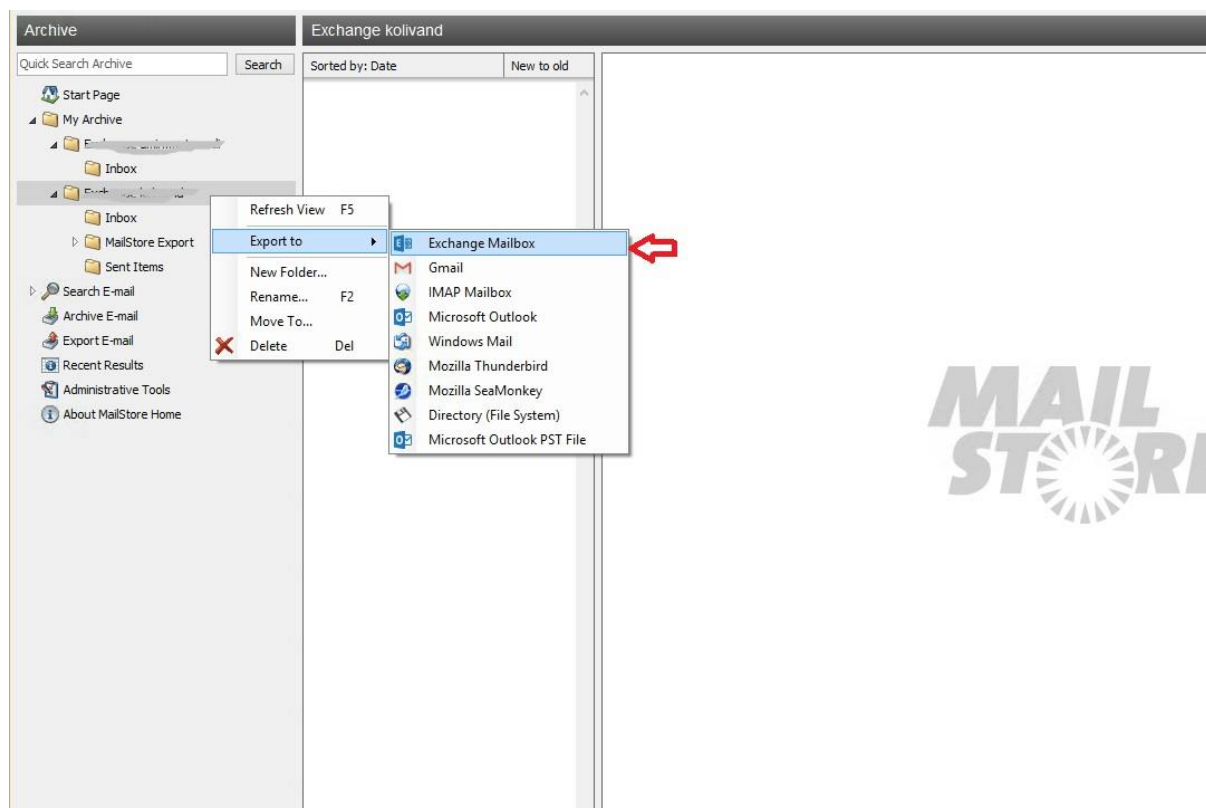 Archive
Exchange kolivand
Quick Search Archive
Search
Sorted by: Date
New to old
Start Page
My Archive
Inbox
Inbox
MailStore Export
Sent Items
Search E-mail
Archive E-mail
Export E-mail
Recent Results
Administrative Tools
About MailStore Home
Refresh View F5
Export to
New Folder...
Rename... F2
Move To...
Delete Del
Exchange Mailbox
Gmail
IMAP Mailbox
Microsoft Outlook
Windows Mail
Mozilla Thunderbird
Mozilla SeaMonkey
Directory (File System)
Microsoft Outlook PST File
MAIL